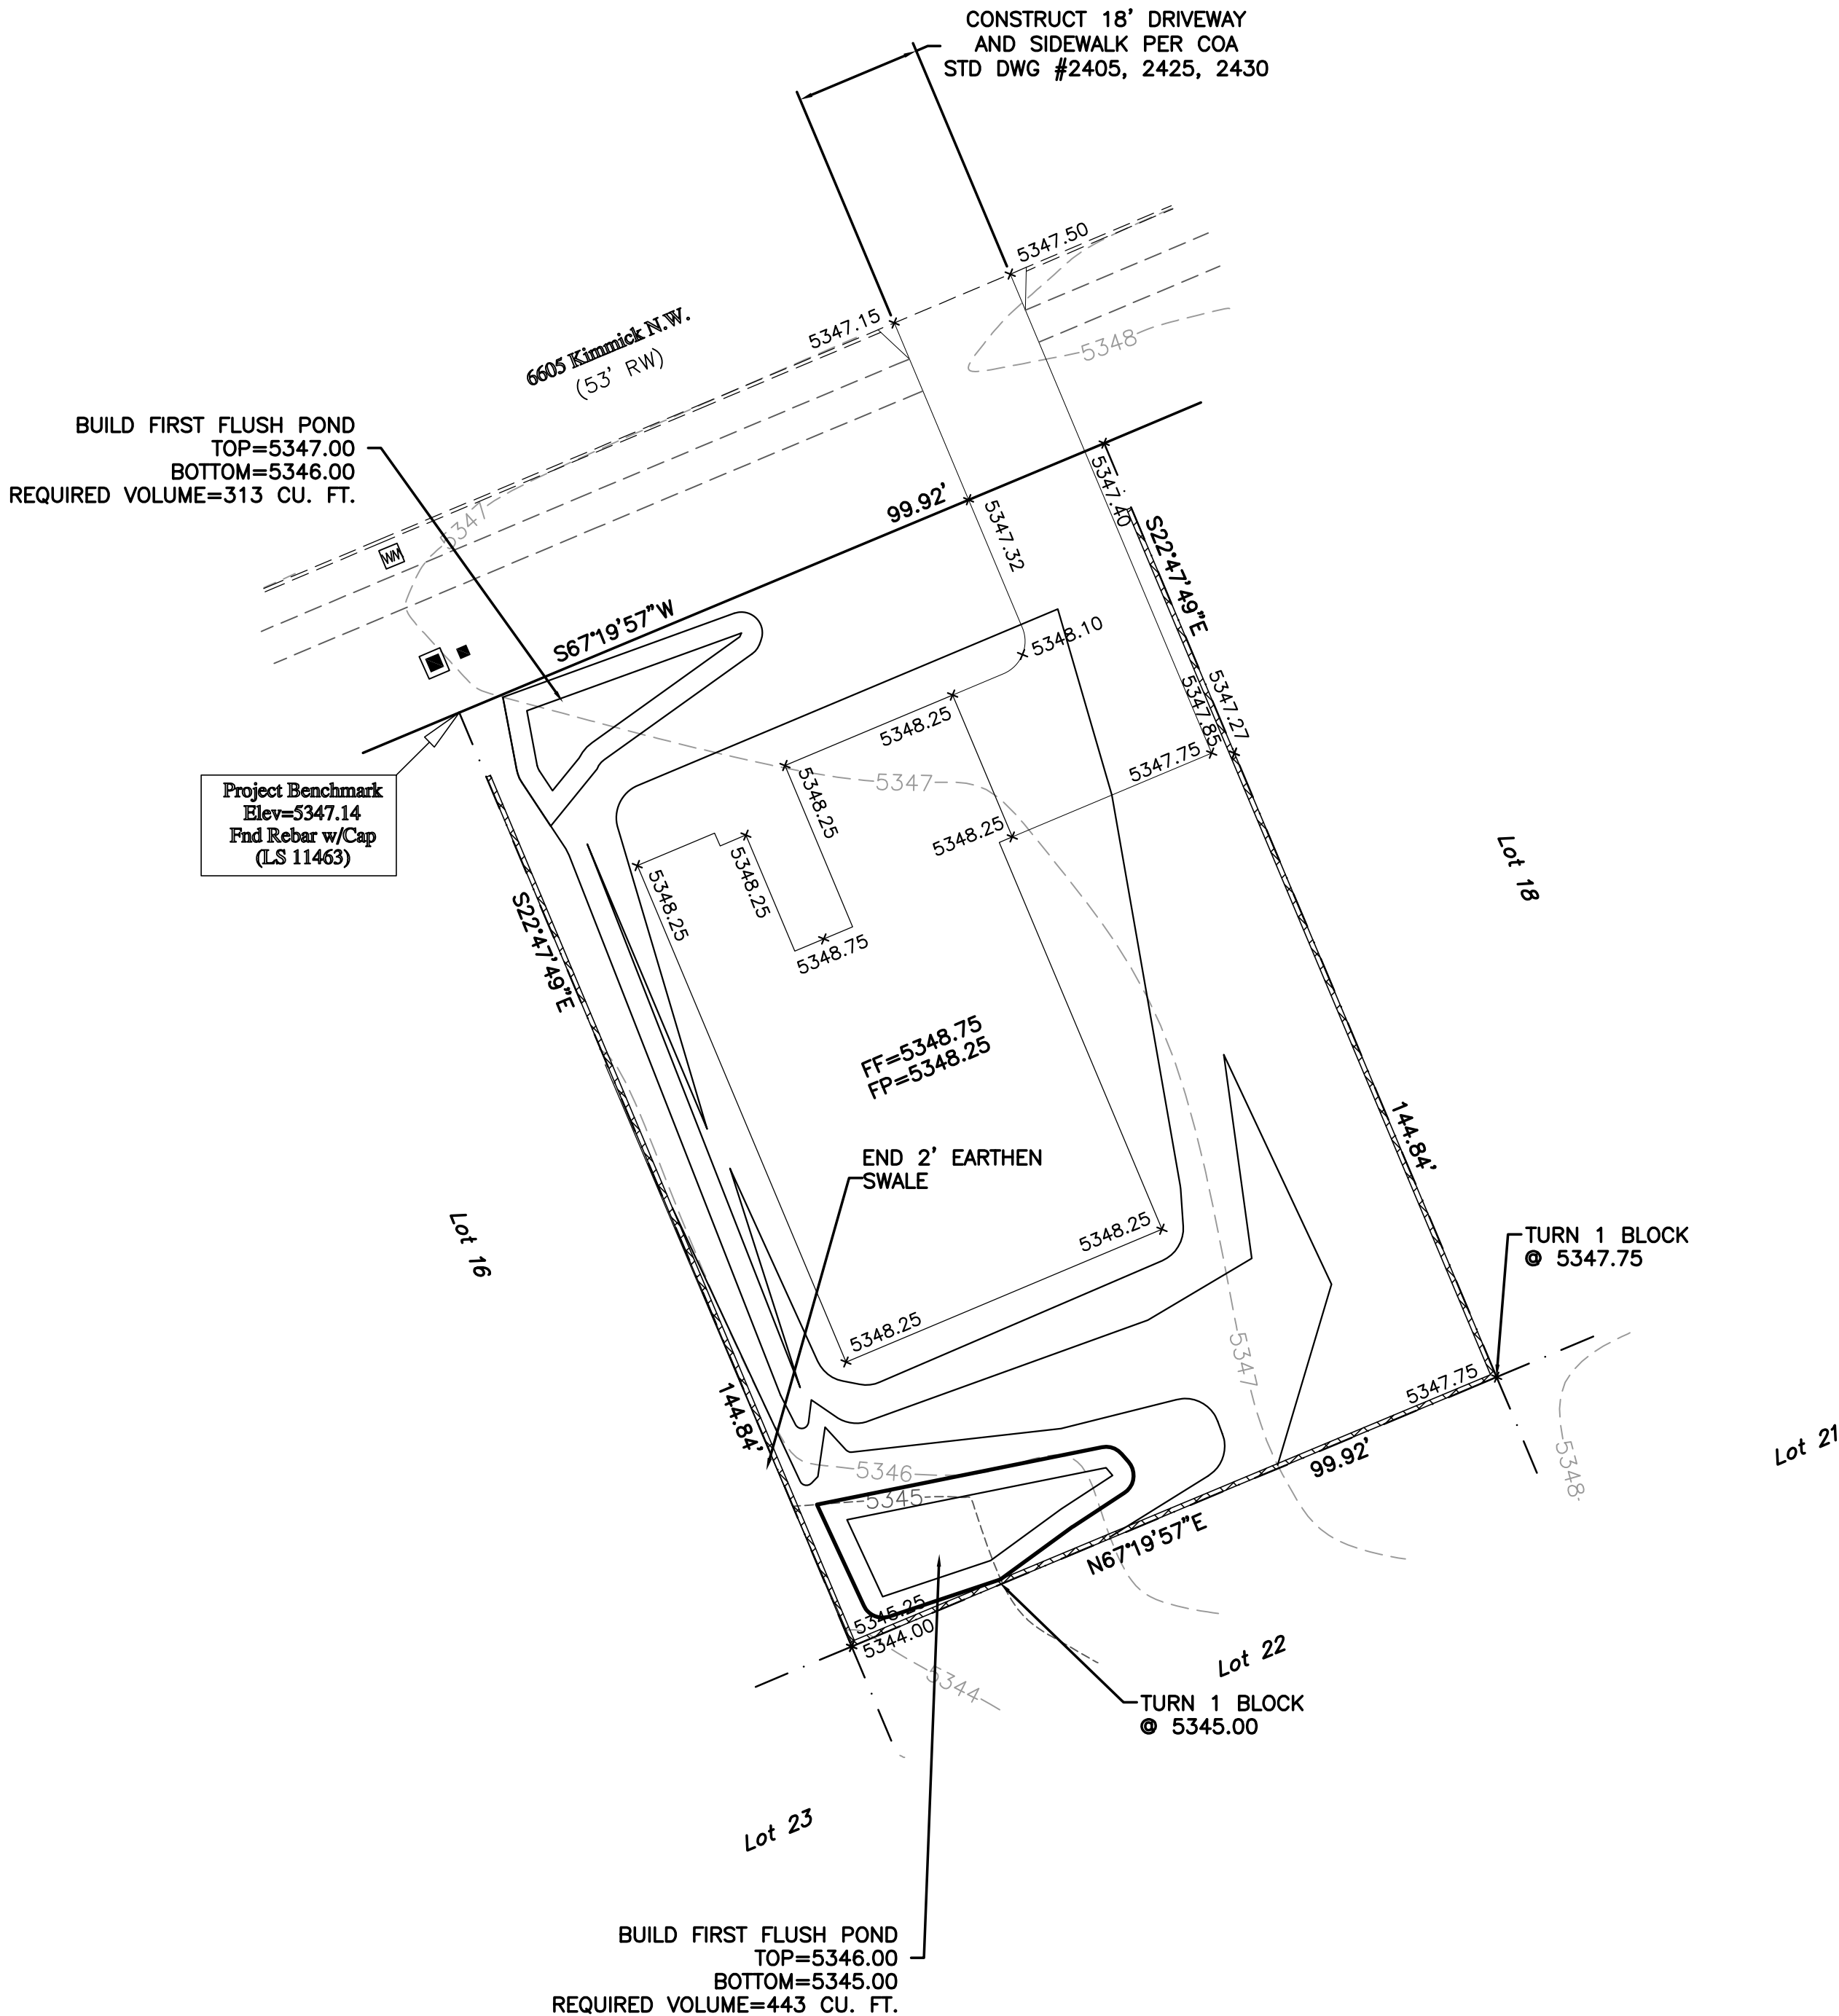 CONSTRUCT 18' DRIVEWAY
AND SIDEWALK PER COA
STD DWG #2405, 2425, 2430
5347.50
5347.15
5348
6605 Kimmick N.W.
(53' RW)
BUILD FIRST FLUSH POND
TOP=5347.00
BOTTOM=5346.00
REQUIRED VOLUME=313 CU. FT.
5347
WM
99.92'
5347.40
5347.32
S22°47'49"E
S67°19'57"W
5348.10
5347.27
5347.85
5348.25
5347.75
Project Benchmark
Elev=5347.14
Fnd Rebar w/Cap
(LS 11463)
5347
5348.25
5348.25
5348.25
5348.25
5348.75
Lot 18
S22°47'49"E
FF=5348.75
FP=5348.25
END 2' EARTHEN
SWALE
144.84'
Lot 16
5348.25
5348.25
TURN 1 BLOCK
@ 5347.75
5347
5347.75
144.84'
99.92'
5348
Lot 21
5346
5345
N67°19'57"E
5345.25
5344.00
5344
Lot 22
TURN 1 BLOCK
@ 5345.00
Lot 23
BUILD FIRST FLUSH POND
TOP=5346.00
BOTTOM=5345.00
REQUIRED VOLUME=443 CU. FT.